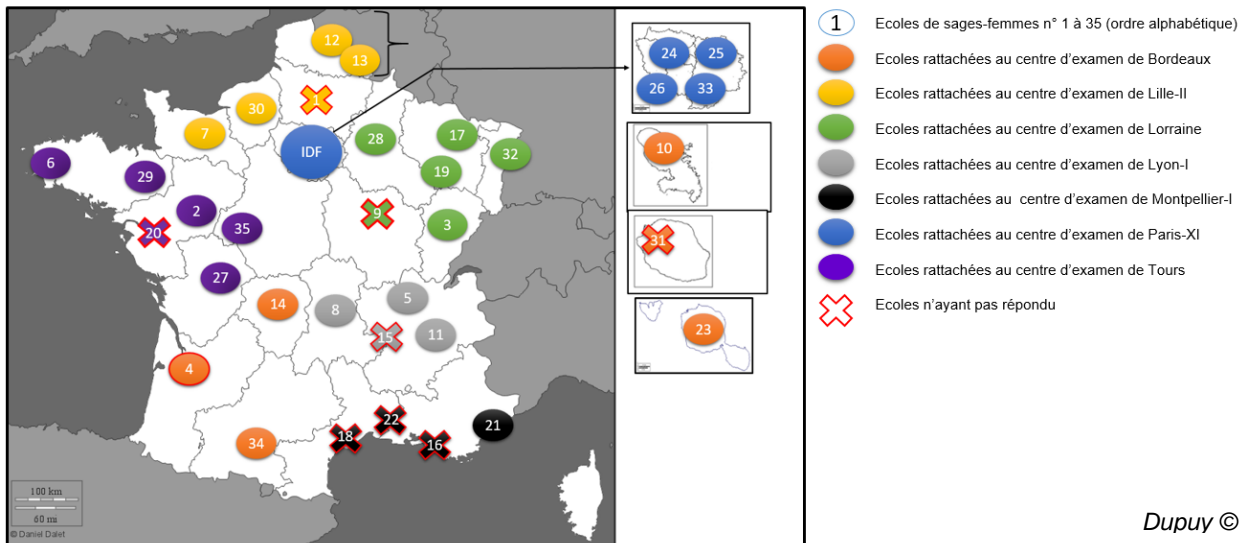 12
13
1
30
7
IDF
28
17
32
6
29
19
2
9
3
20
35
27
14
8
5
15
11
4
34
18
22
16
21
100 km
60 mi
© Daniel Dalet
24
25
26
33
10
31
23
1 Ecoles de sages-femmes n° 1 à 35 (ordre alphabétique)
Ecoles rattachées au centre d'examen de Bordeaux
Ecoles rattachées au centre d'examen de Lille-II
Ecoles rattachées au centre d'examen de Lorraine
Ecoles rattachées au centre d'examen de Lyon-I
Ecoles rattachées au centre d'examen de Montpellier-I
Ecoles rattachées au centre d'examen de Paris-XI
Ecoles rattachées au centre d'examen de Tours
Ecoles n'ayant pas répondu
Dupuy ©